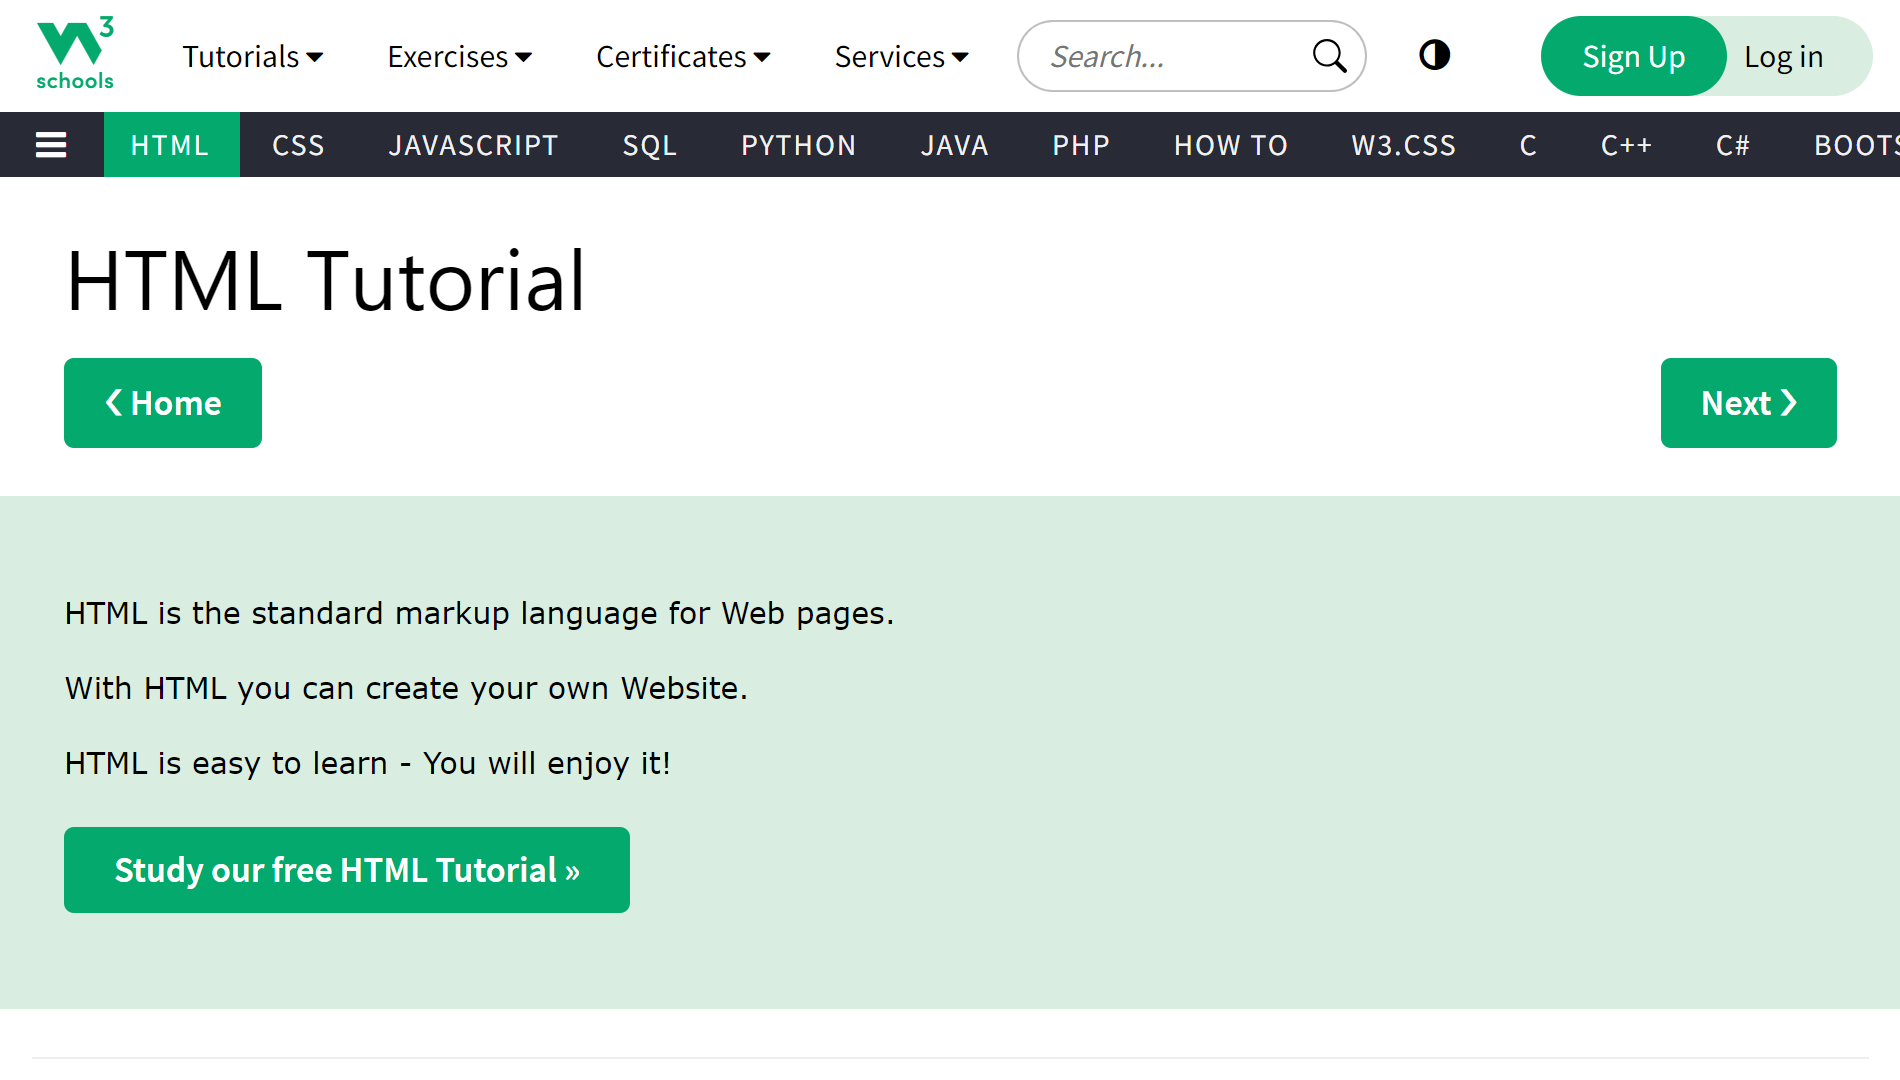 W3 schools
Tutorials Exercises Certificates Services Search... Sign Up Log in
HTML CSS JAVASCRIPT SQL PYTHON JAVA PHP HOW TO W3.CSS C C++ C# BOOTS
HTML Tutorial
❮ Home Next ❯
HTML is the standard markup language for Web pages.
With HTML you can create your own Website.
HTML is easy to learn - You will enjoy it!
Study our free HTML Tutorial »